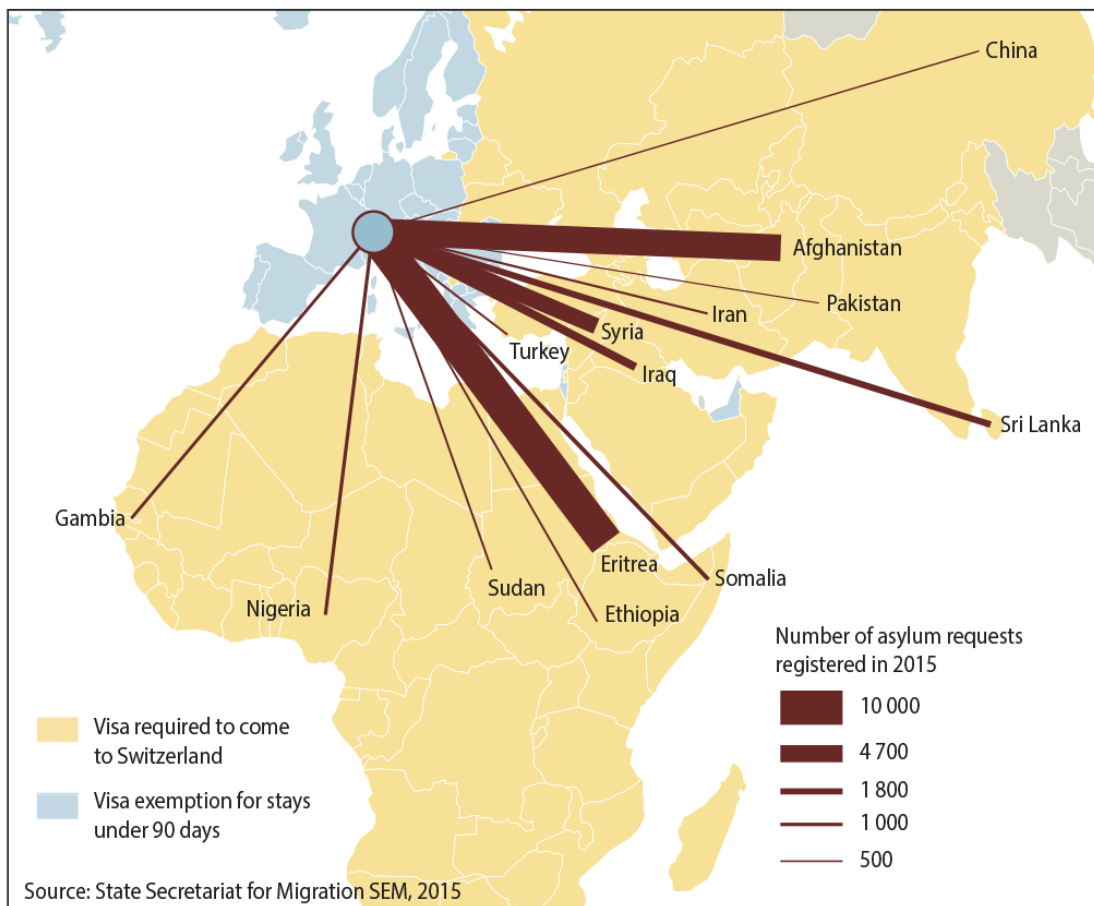 China
Afghanistan
Pakistan
Iran
Syria
Turkey
Iraq
Sri Lanka
Gambia
Eritrea
Somalia
Sudan
Nigeria
Ethiopia
Number of asylum requests
registered in 2015
10 000
4 700
1 800
1 000
500
Visa required to come
to Switzerland
Visa exemption for stays
under 90 days
Source: State Secretariat for Migration SEM, 2015